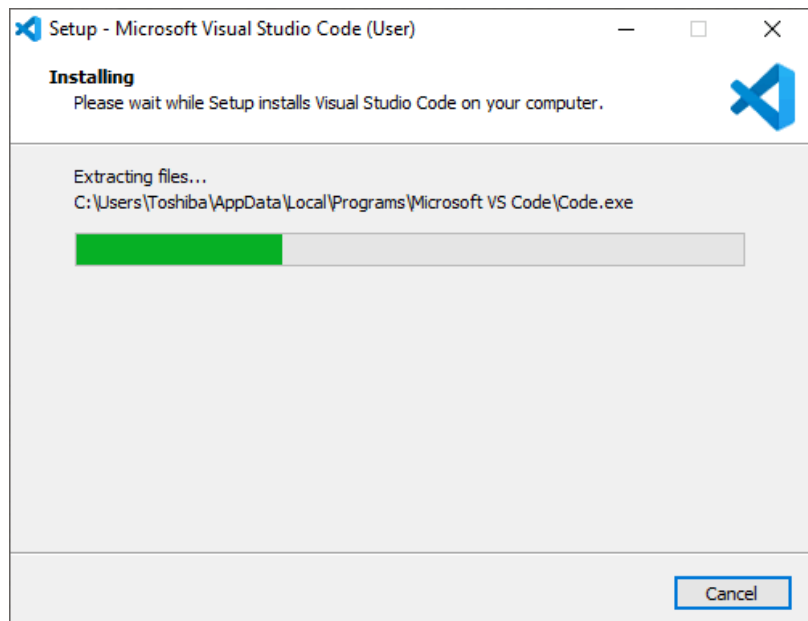 Setup - Microsoft Visual Studio Code (User)
Installing
Please wait while Setup installs Visual Studio Code on your computer.
Extracting files...
C:\Users\Toshiba\AppData\Local\Programs\Microsoft VS Code\Code.exe
Cancel